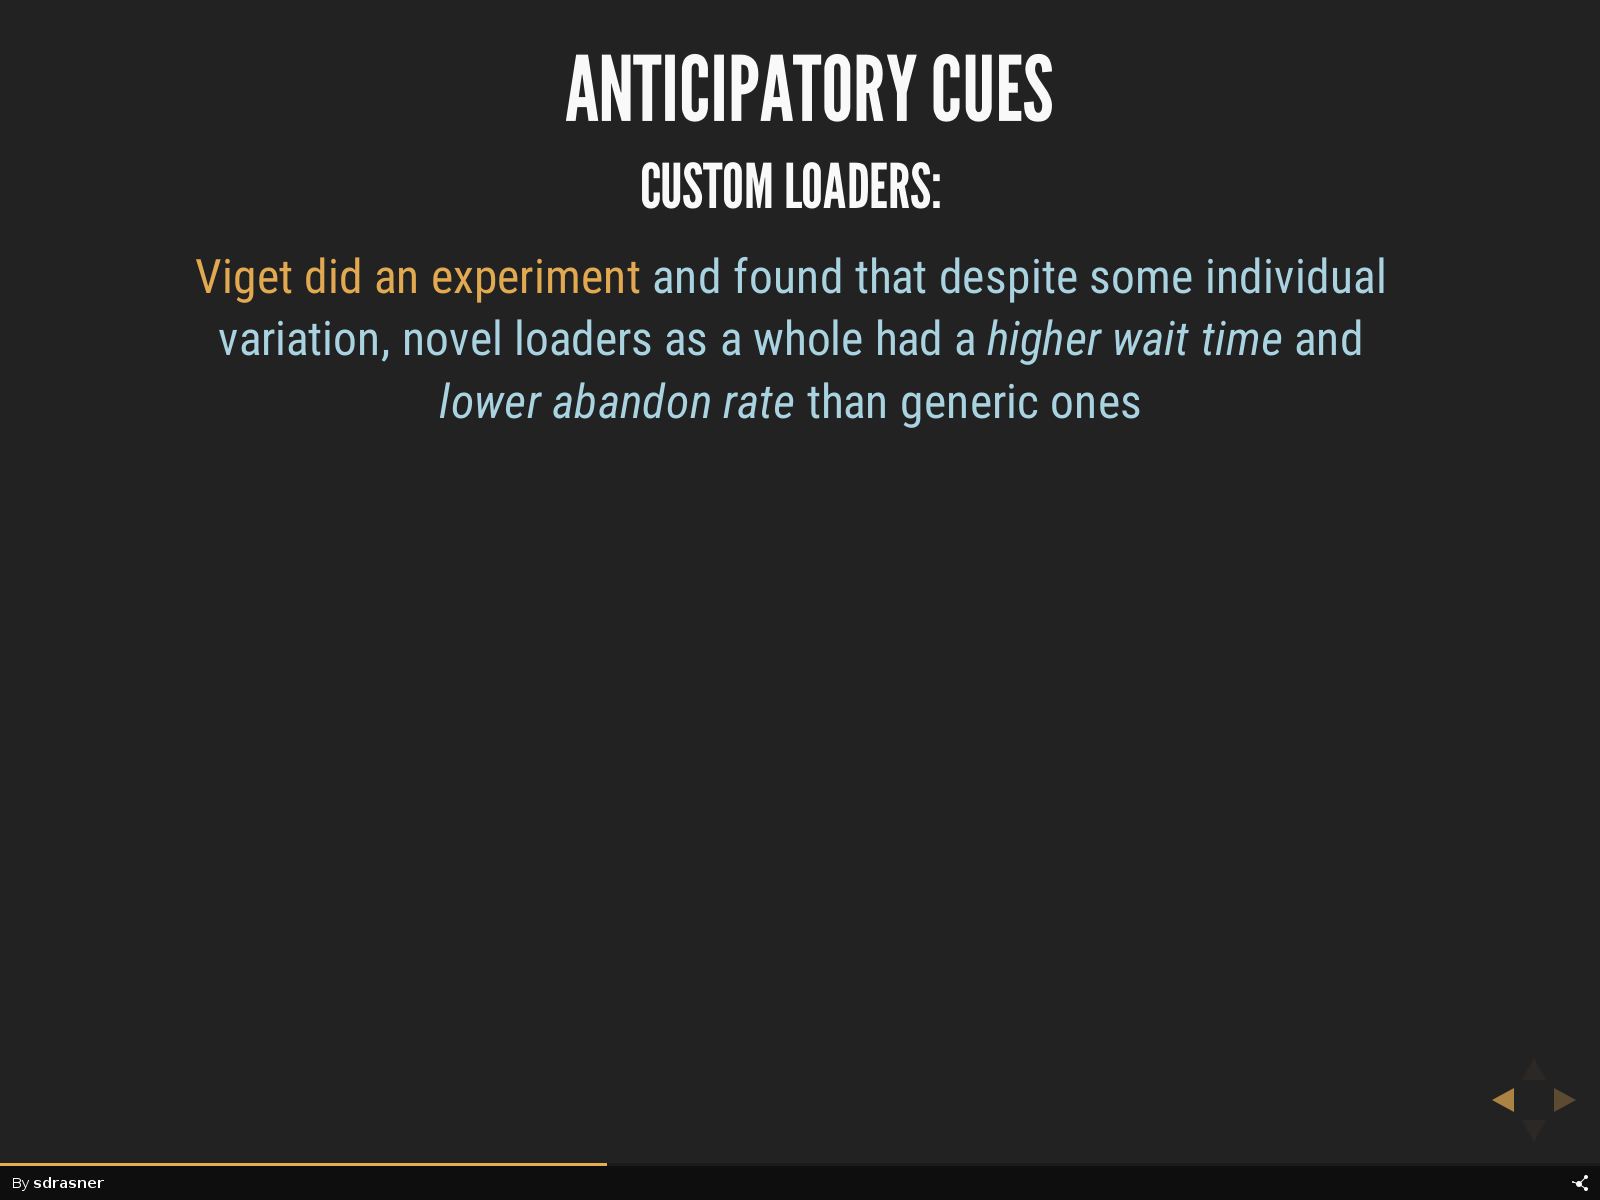 ANTICIPATORY CUES
CUSTOM LOADERS:
Viget did an experiment and found that despite some individual
variation, novel loaders as a whole had a higher wait time and
lower abandon rate than generic ones
By sdrasner